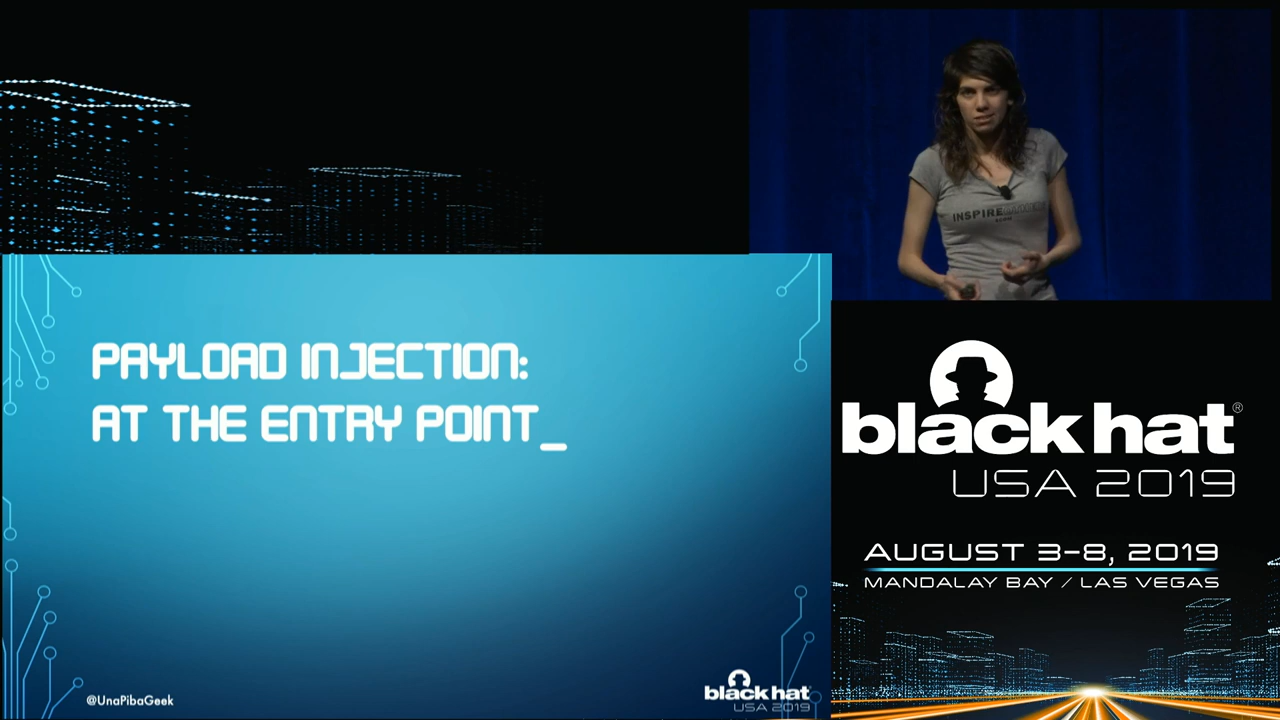 INSPIRE
PAYLOAD INJECTION:
AT THE ENTRY POINT_
@UnaPibaGeek
black hat
USA 2019
black hat®
USA 2019
AUGUST 3-8, 2019
MANDALAY BAY / LAS VEGAS